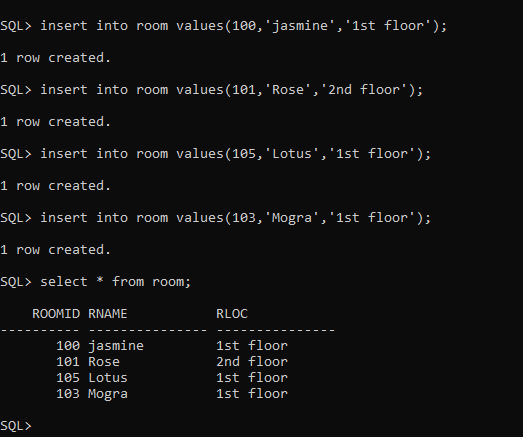 SQL> insert into room values(100,'jasmine','1st floor');
1 row created.
SQL> insert into room values(101,'Rose','2nd floor');
1 row created.
SQL> insert into room values(105,'Lotus','1st floor');
1 row created.
SQL> insert into room values(103,'Mogra','1st floor');
1 row created.
SQL> select * from room;
    ROOMID RNAME           RLOC
---------- --------------- ---------------
       100 jasmine         1st floor
       101 Rose            2nd floor
       105 Lotus           1st floor
       103 Mogra           1st floor
SQL>